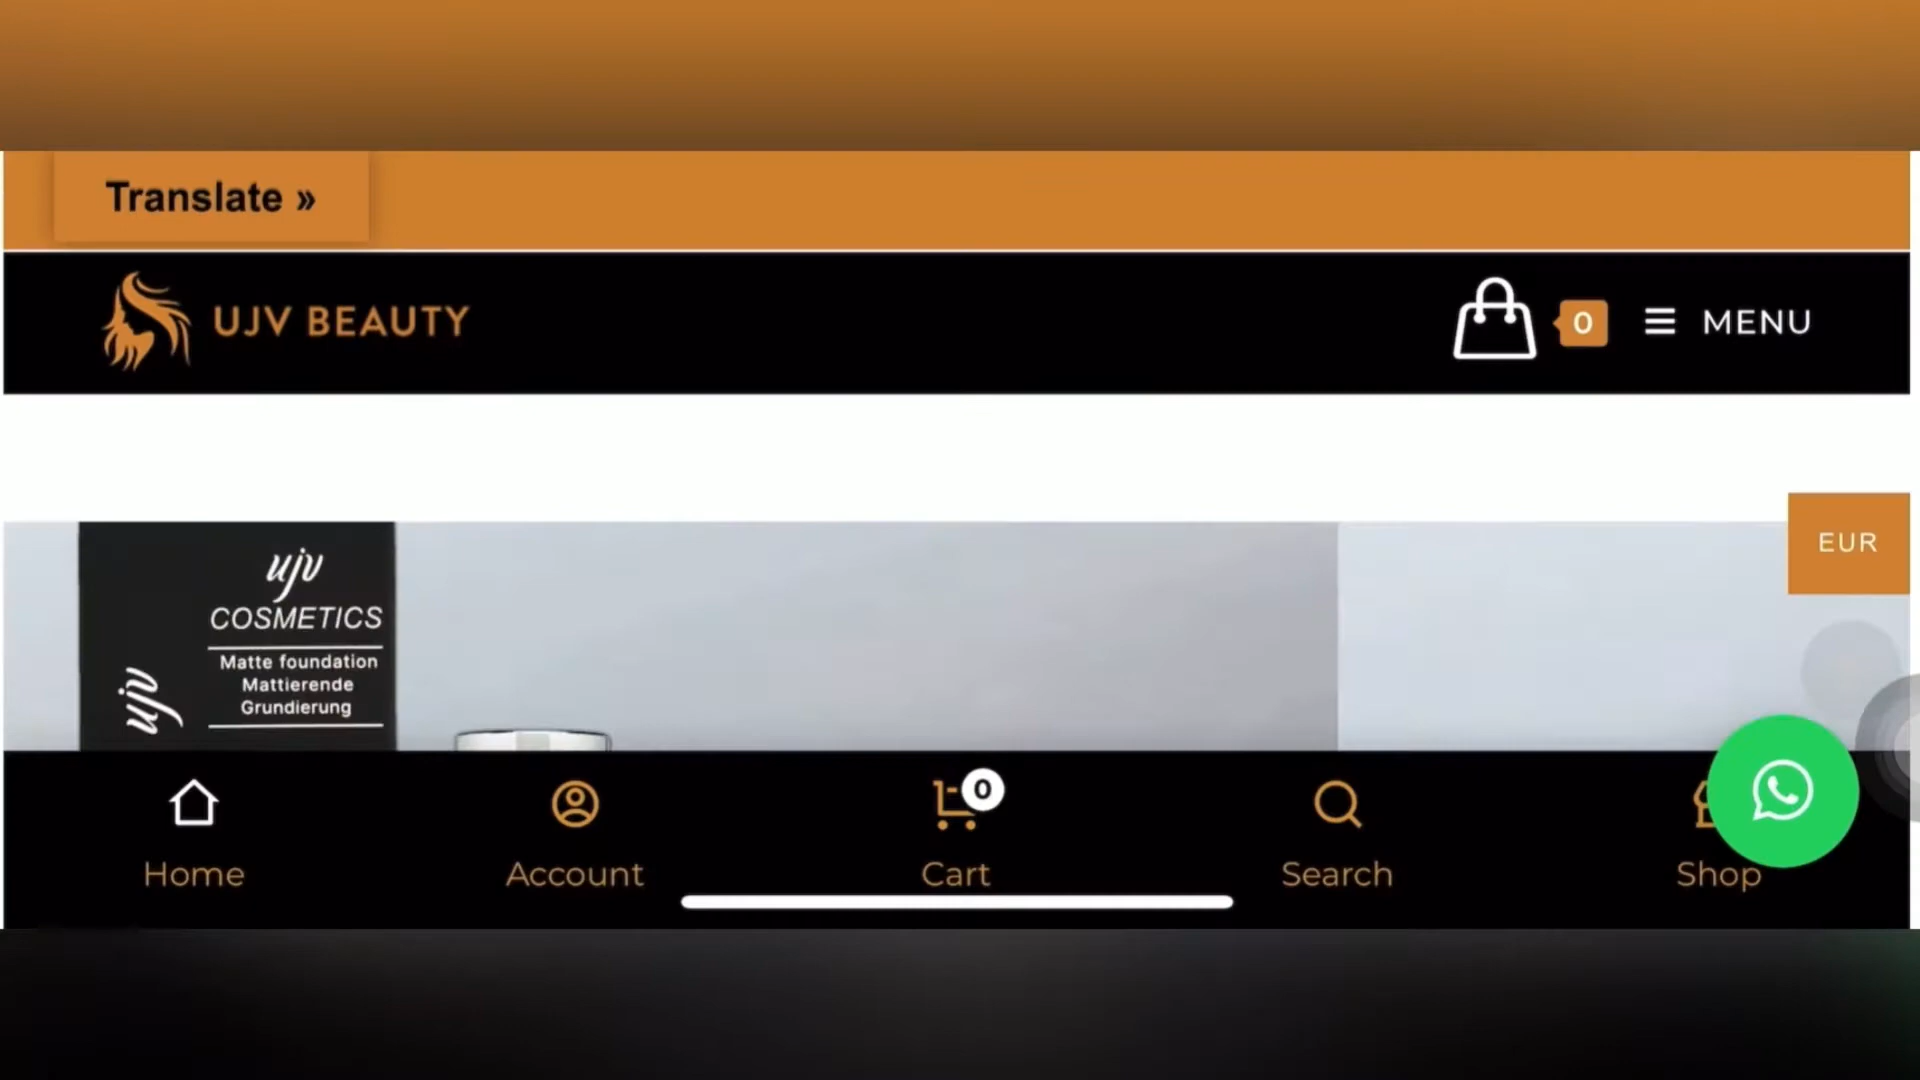 Translate »
UJV BEAUTY
0
MENU
EUR
ujv
COSMETICS
Matte foundation
Mattierende
Grundierung
ujv
0
Home
Account
Cart
Search
Shop